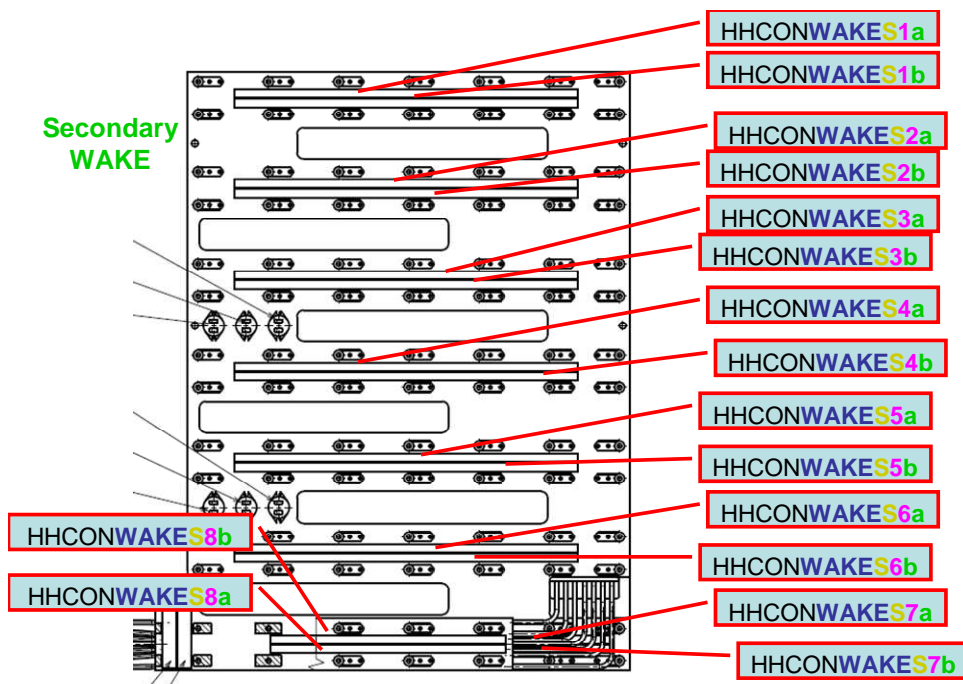 HHCONWAKES1a
HHCONWAKES1b
Secondary
WAKE
HHCONWAKES2a
HHCONWAKES2b
HHCONWAKES3a
HHCONWAKES3b
HHCONWAKES4a
HHCONWAKES4b
HHCONWAKES5a
HHCONWAKES5b
HHCONWAKES6a
HHCONWAKES8b
HHCONWAKES6b
HHCONWAKES8a
HHCONWAKES7a
HHCONWAKES7b